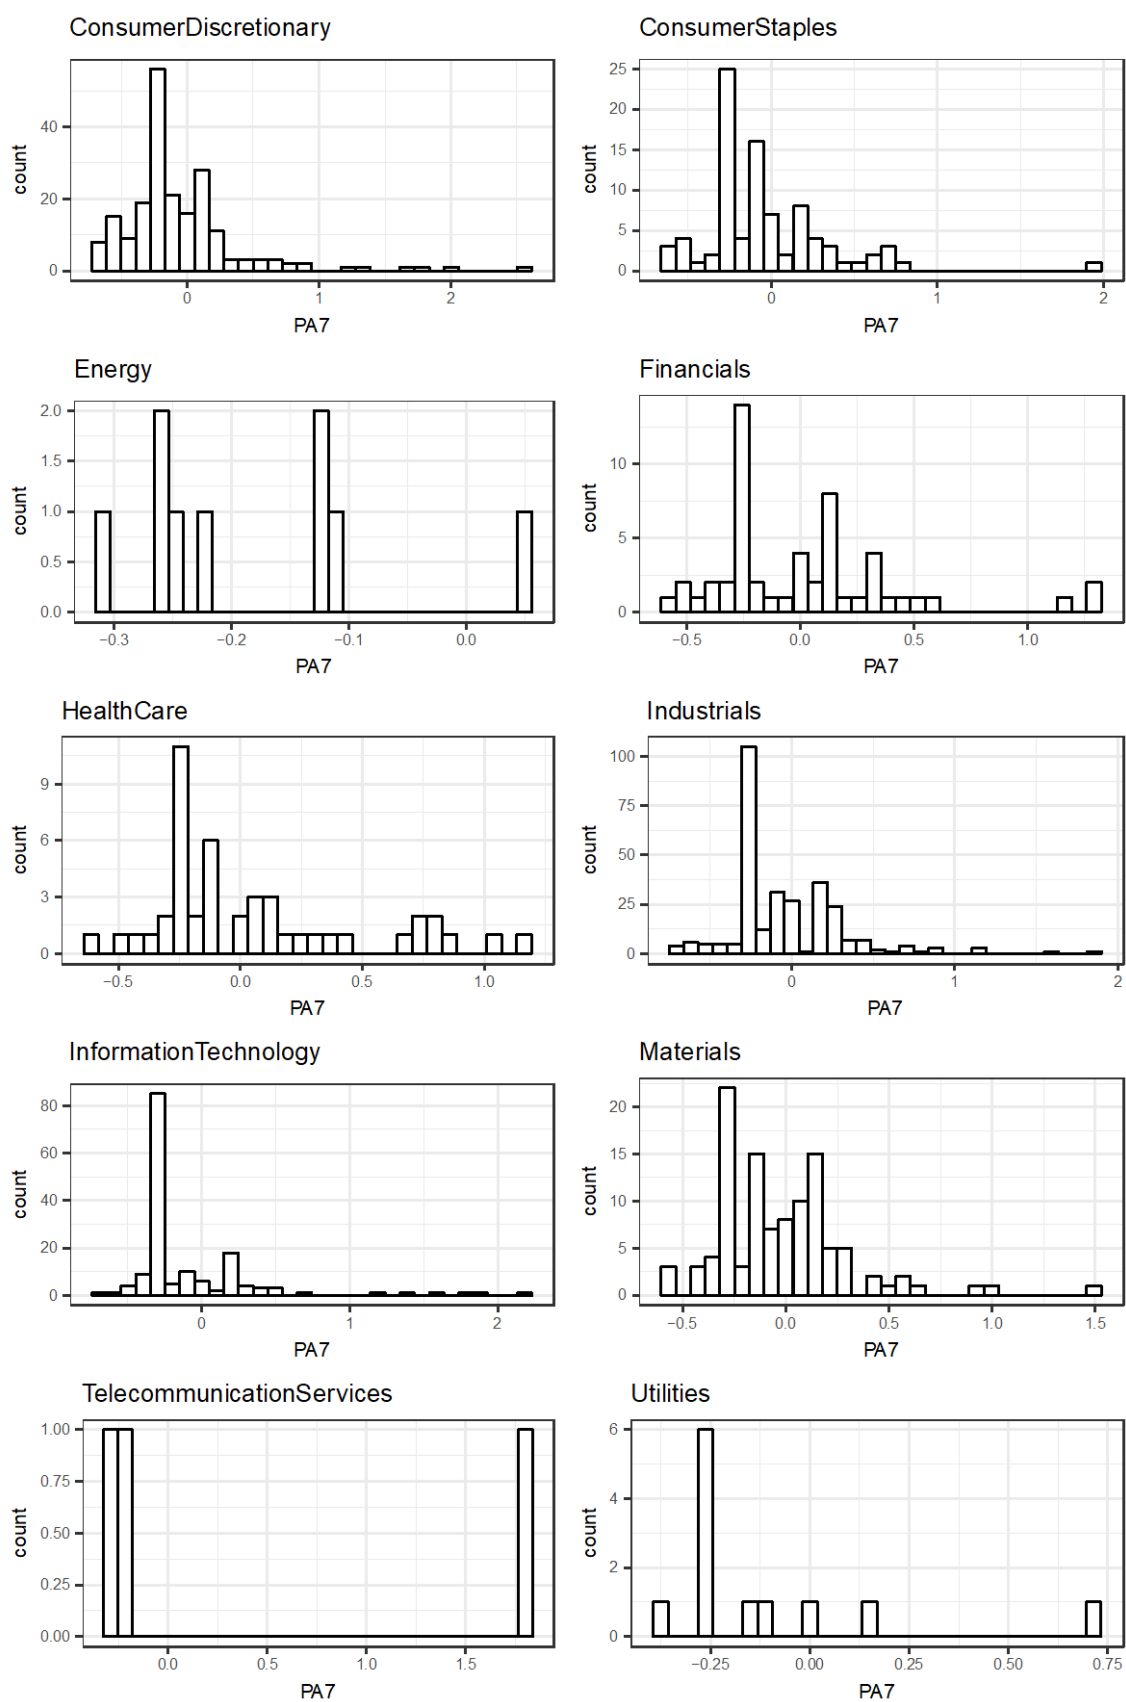 ConsumerDiscretionary
40
20
0
count
0 1 2
PA7
ConsumerStaples
25
20
15
10
5
0
count
0 1 2
PA7
Energy
2.0
1.5
1.0
0.5
0.0
count
−0.3 −0.2 −0.1 0.0
PA7
Financials
10
5
0
count
−0.5 0.0 0.5 1.0
PA7
HealthCare
9
6
3
0
count
−0.5 0.0 0.5 1.0
PA7
Industrials
100
75
50
25
0
count
0 1 2
PA7
InformationTechnology
80
60
40
20
0
count
0 1 2
PA7
Materials
20
15
10
5
0
count
−0.5 0.0 0.5 1.0 1.5
PA7
TelecommunicationServices
1.00
0.75
0.50
0.25
0.00
count
0.0 0.5 1.0 1.5
PA7
Utilities
6
4
2
0
count
−0.25 0.00 0.25 0.50 0.75
PA7